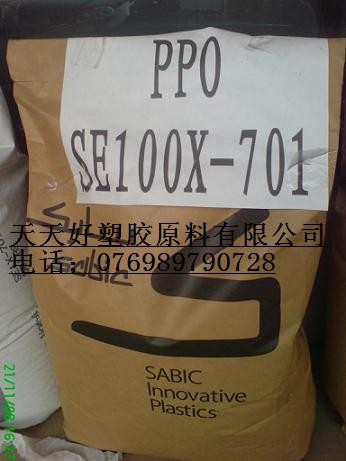 PPO
SE100X-701
天天好塑胶原料有限公司
电话：076989790728
SABIC
Innovative
Plastics™